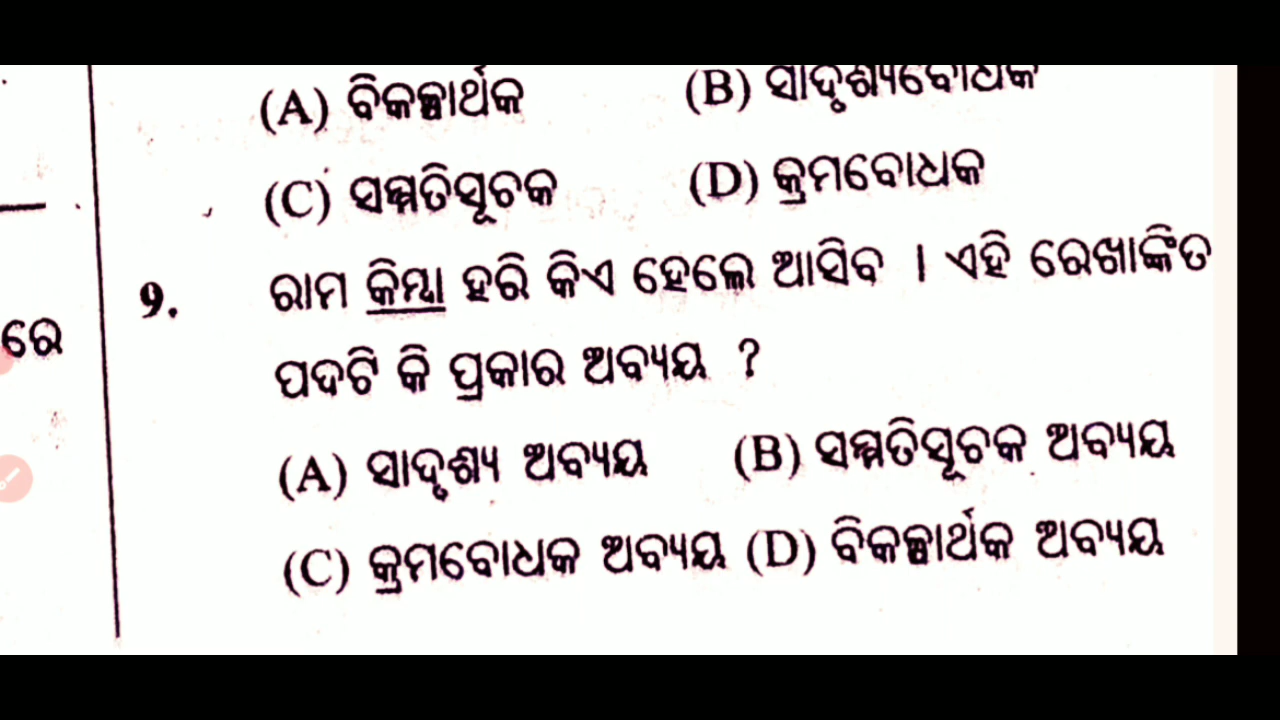 (A) ବିକଳ୍ପାର୍ଥକ (B) ସାଦୃଶ୍ୟବୋଧକ
(C) ସମ୍ମତିସୂଚକ (D) କ୍ରମବୋଧକ
9. ରାମ କିମ୍ବା ହରି କିଏ ହେଲେ ଆସିବ । ଏହି ରେଖାଙ୍କିତ
ରେ
ପଦଟି କି ପ୍ରକାର ଅବ୍ୟୟ ?
(A) ସାଦୃଶ୍ୟ ଅବ୍ୟୟ (B) ସମ୍ମତିସୂଚକ ଅବ୍ୟୟ
(C) କ୍ରମବୋଧକ ଅବ୍ୟୟ (D) ବିକଳ୍ପାର୍ଥକ ଅବ୍ୟୟ